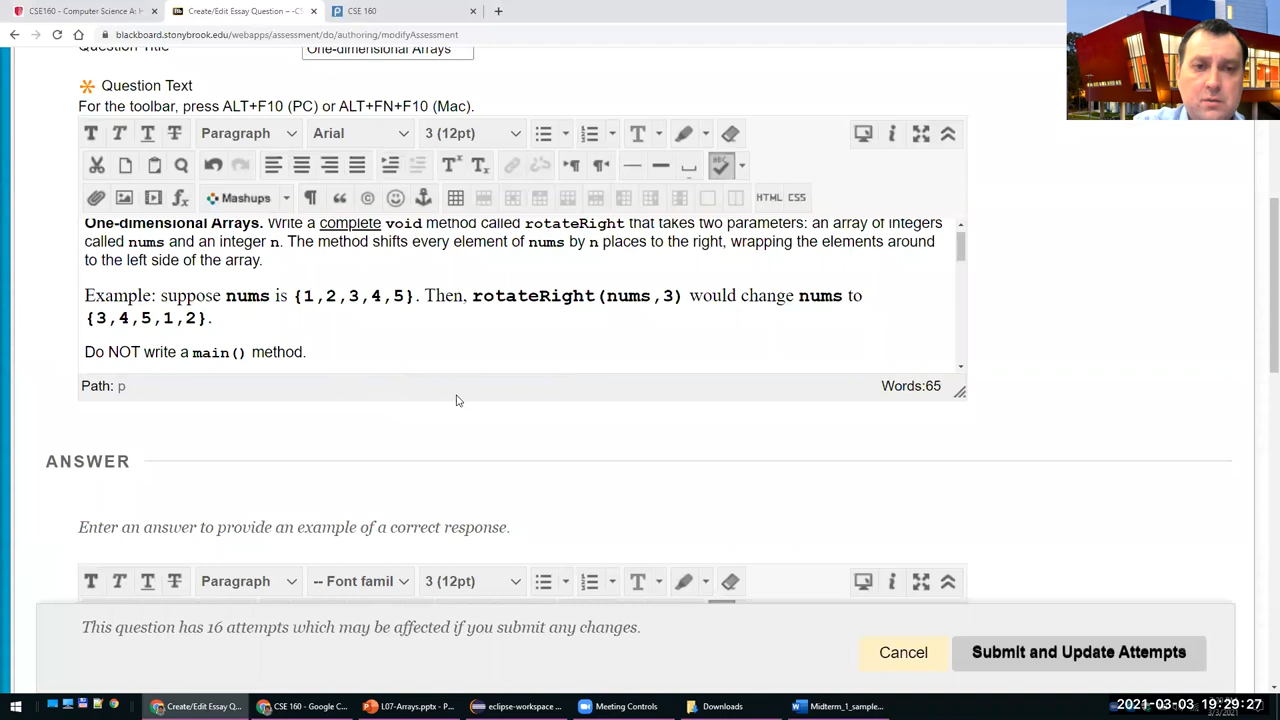 CSE160 - Computer Science A: H
Create/Edit Essay Question – -CS
CSE 160
blackboard.stonybrook.edu/webapps/assessment/do/authoring/modifyAssessment
Question Title
One-dimensional Arrays
Question Text
For the toolbar, press ALT+F10 (PC) or ALT+FN+F10 (Mac).
Paragraph
Arial
3 (12pt)
Mashups
HTML CSS
One-dimensional Arrays. Write a complete void method called rotateRight that takes two parameters: an array of integers
called nums and an integer n. The method shifts every element of nums by n places to the right, wrapping the elements around
to the left side of the array.
Example: suppose nums is {1,2,3,4,5}. Then, rotateRight(nums,3) would change nums to
{3,4,5,1,2}.
Do NOT write a main() method.
Path: p
Words:65
ANSWER
Enter an answer to provide an example of a correct response.
Paragraph
-- Font famil
3 (12pt)
This question has 16 attempts which may be affected if you submit any changes.
Cancel
Submit and Update Attempts
Create/Edit Essay Q...
CSE 160 - Google C...
L07-Arrays.pptx - P...
eclipse-workspace ...
Meeting Controls
Downloads
Midterm_1_sample...
2021-03-03 19:29:27